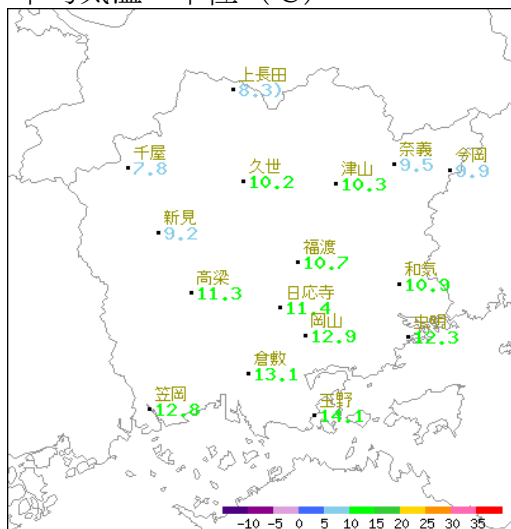 上長田
8.3)
千屋
7.8
久世
10.2
津山
10.3
奈義
9.5
今岡
9.9
新見
9.2
福渡
10.7
高梁
11.3
日応寺
11.4
和気
10.9
岡山
12.9
虫明
12.3
倉敷
13.1
笠岡
12.8
玉野
14.1
-10 -5 0 5 10 15 20 25 30 35